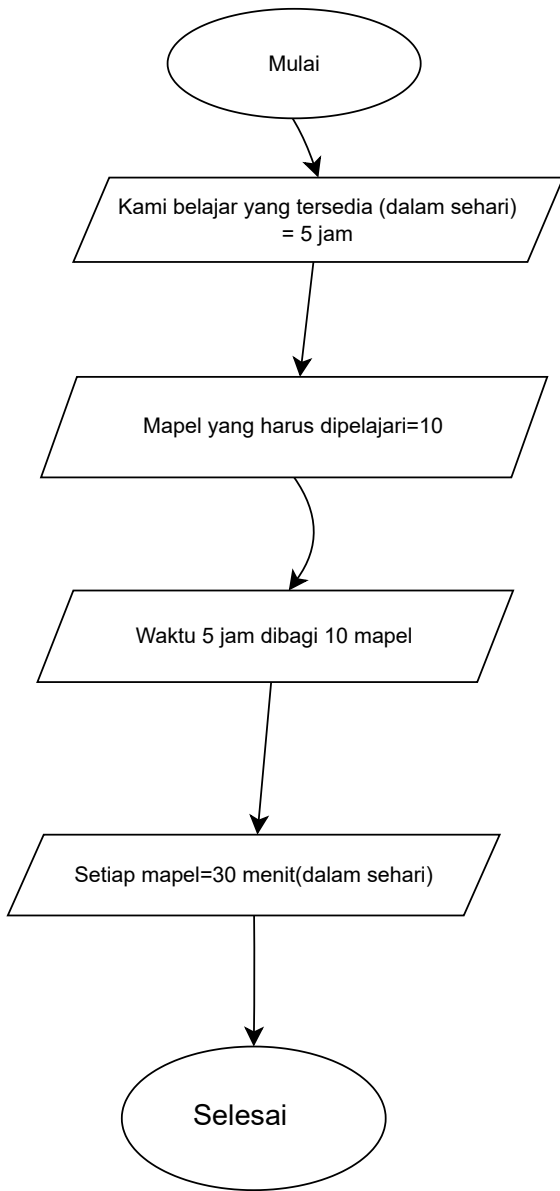 Mulai
Kami belajar yang tersedia (dalam sehari)
= 5 jam
Mapel yang harus dipelajari=10
Waktu 5 jam dibagi 10 mapel
Setiap mapel=30 menit(dalam sehari)
Selesai